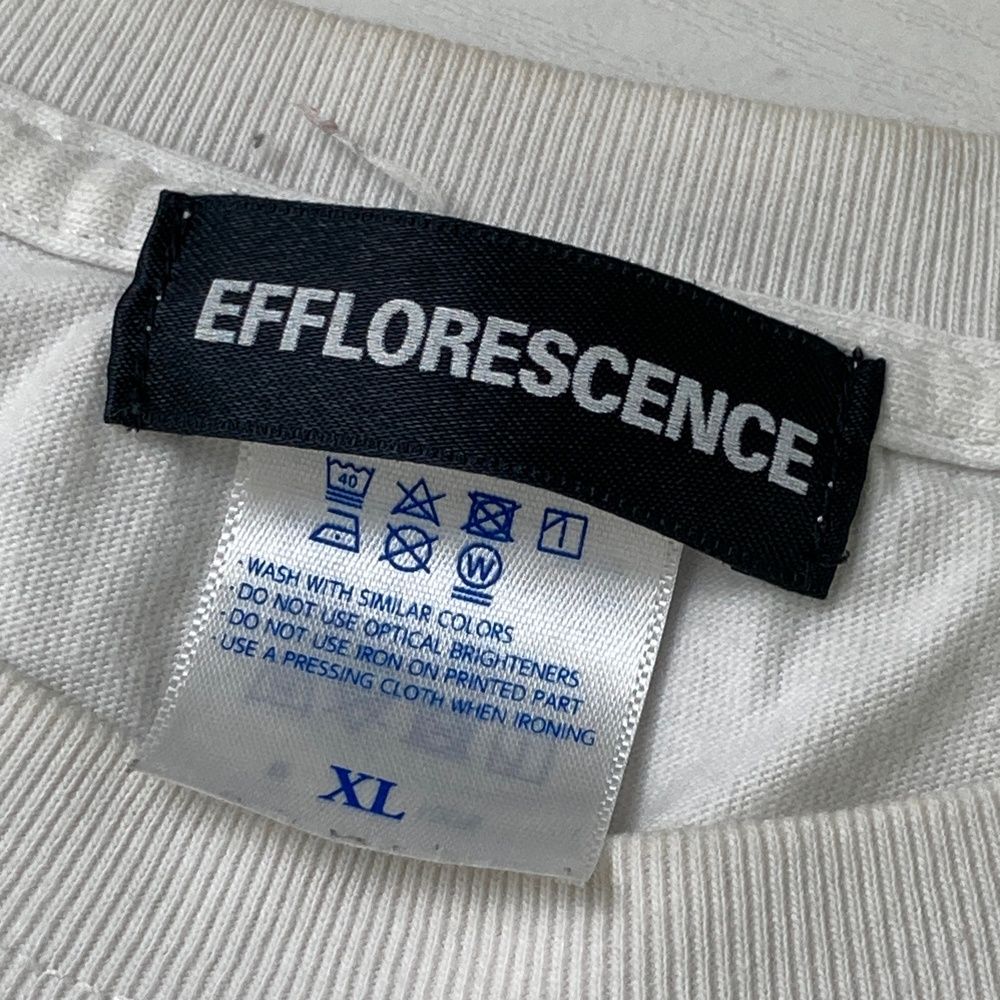 EFFLORESCENCE
40
W
·WASH WITH SIMILAR COLORS
·DO NOT USE OPTICAL BRIGHTENERS
·DO NOT USE IRON ON PRINTED PART
·USE A PRESSING CLOTH WHEN IRONING
XL